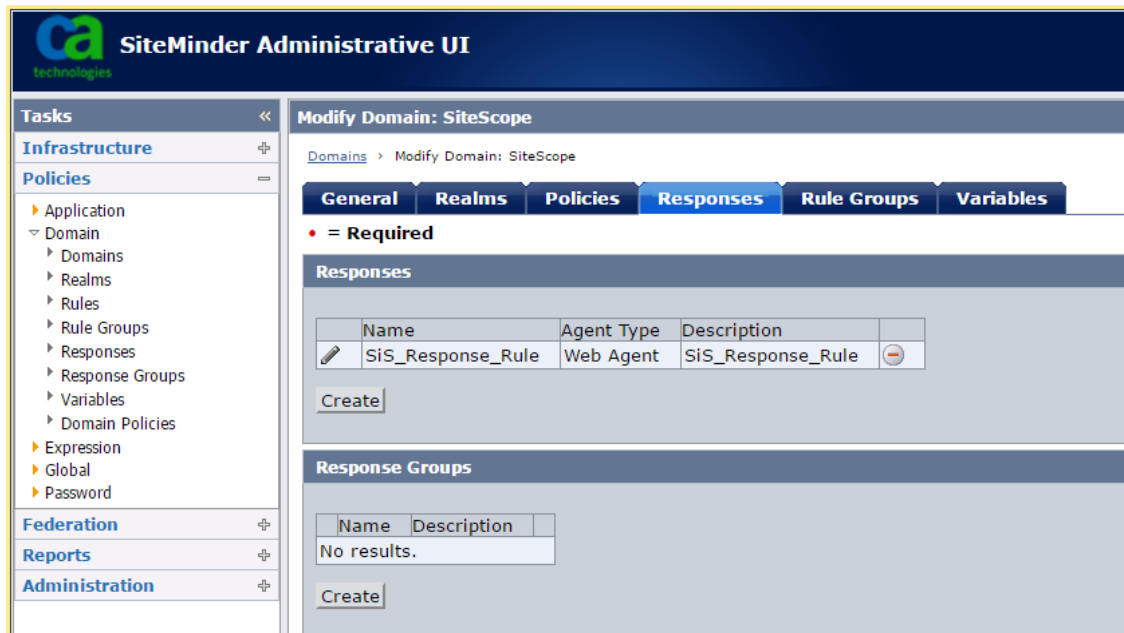 ca
technologies
SiteMinder Administrative UI
Tasks «
Infrastructure
Policies
Application
Domain
Domains
Realms
Rules
Rule Groups
Responses
Response Groups
Variables
Domain Policies
Expression
Global
Password
Federation
Reports
Administration
Modify Domain: SiteScope
Domains › Modify Domain: SiteScope
General Realms Policies Responses Rule Groups Variables
• = Required
Responses
Name Agent Type Description
SiS_Response_Rule Web Agent SiS_Response_Rule
Create
Response Groups
Name Description
No results.
Create